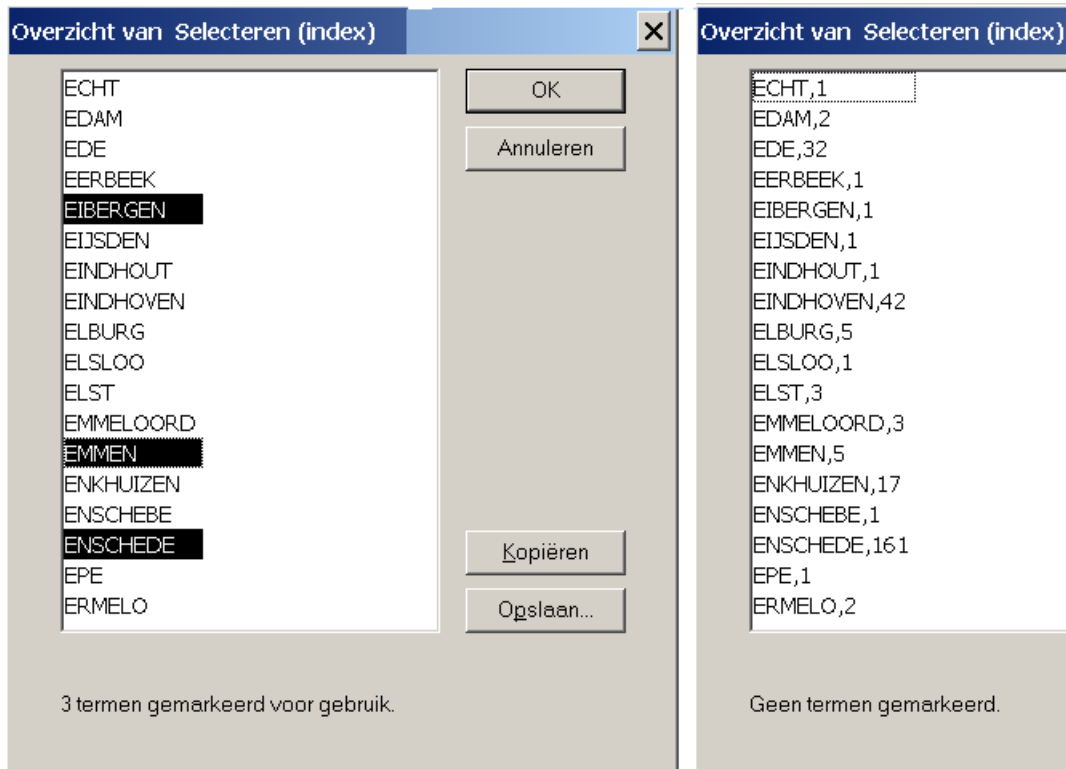 Overzicht van Selecteren (index)
ECHT
EDAM
EDE
EERBEEK
EIBERGEN
EIJSDEN
EINDHOUT
EINDHOVEN
ELBURG
ELSLOO
ELST
EMMELOORD
EMMEN
ENKHUIZEN
ENSCHEBE
ENSCHEDE
EPE
ERMELO
OK
Annuleren
Kopiëren
Opslaan...
3 termen gemarkeerd voor gebruik.
Overzicht van Selecteren (index)
ECHT,1
EDAM,2
EDE,32
EERBEEK,1
EIBERGEN,1
EIJSDEN,1
EINDHOUT,1
EINDHOVEN,42
ELBURG,5
ELSLOO,1
ELST,3
EMMELOORD,3
EMMEN,5
ENKHUIZEN,17
ENSCHEBE,1
ENSCHEDE,161
EPE,1
ERMELO,2
Geen termen gemarkeerd.